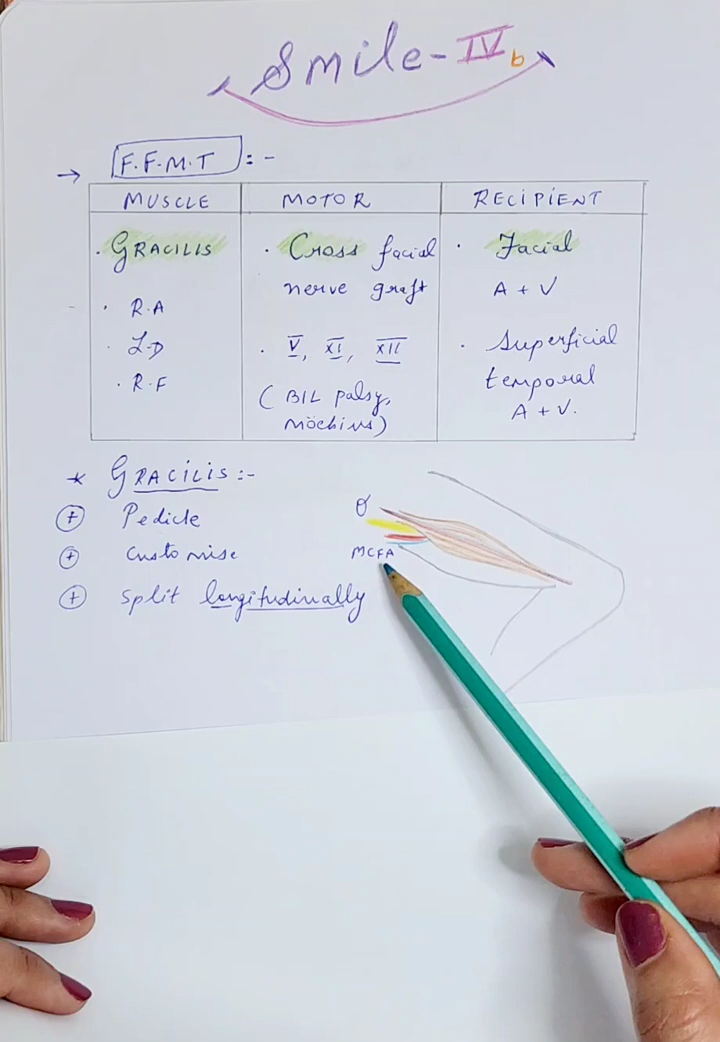 Smile-IV b
→ F.F.M.T :-
MUSCLE
MOTOR
RECIPIENT
· GRACILIS
· R.A
· L.D
· R.F
· Cross facial
nerve graft
· V, XI, XII
(BIL palsy,
möebius)
· Facial
A + V
· Superficial
temporal
A + V.
* GRACILIS:-
+ Pedicle
+ customise
+ split longitudinally
O
MCFA